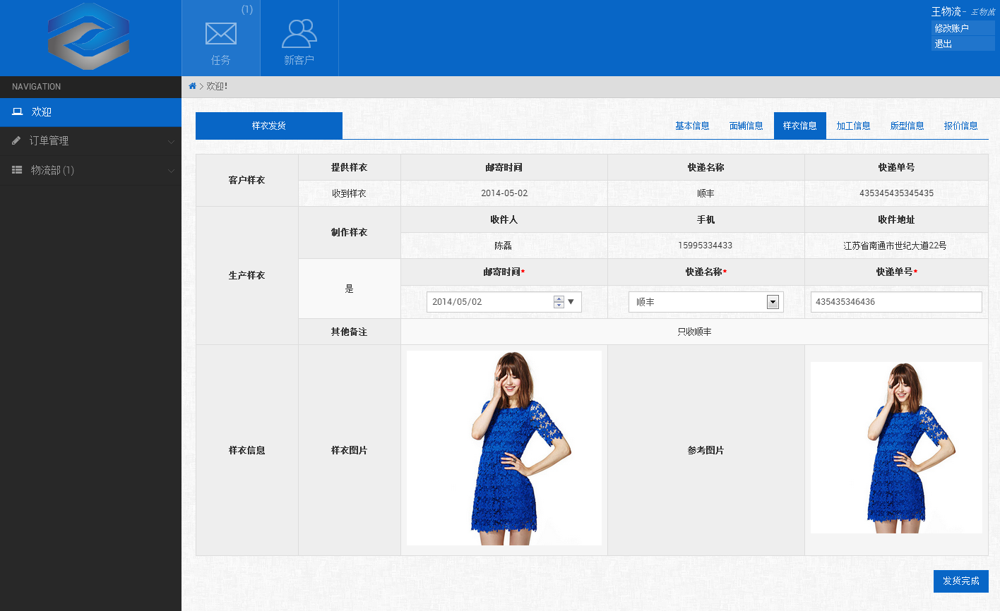 (1)
任务
新客户
王物流 - 王物流
修改账户
退出
NAVIGATION
欢迎
订单管理
物流部 (1)
欢迎!
样衣发货
基本信息 面辅信息 样衣信息 加工信息 版型信息 报价信息
客户样衣
提供样衣 邮寄时间 快递名称 快递单号
收到样衣 2014-05-02 顺丰 435345435345435
生产样衣
制作样衣
收件人 手机 收件地址
陈磊 15995334433 江苏省南通市世纪大道22号
是
邮寄时间* 快递名称* 快递单号*
2014/05/02 顺丰 435435346436
其他备注 只收顺丰
样衣信息 样衣图片 参考图片
发货完成